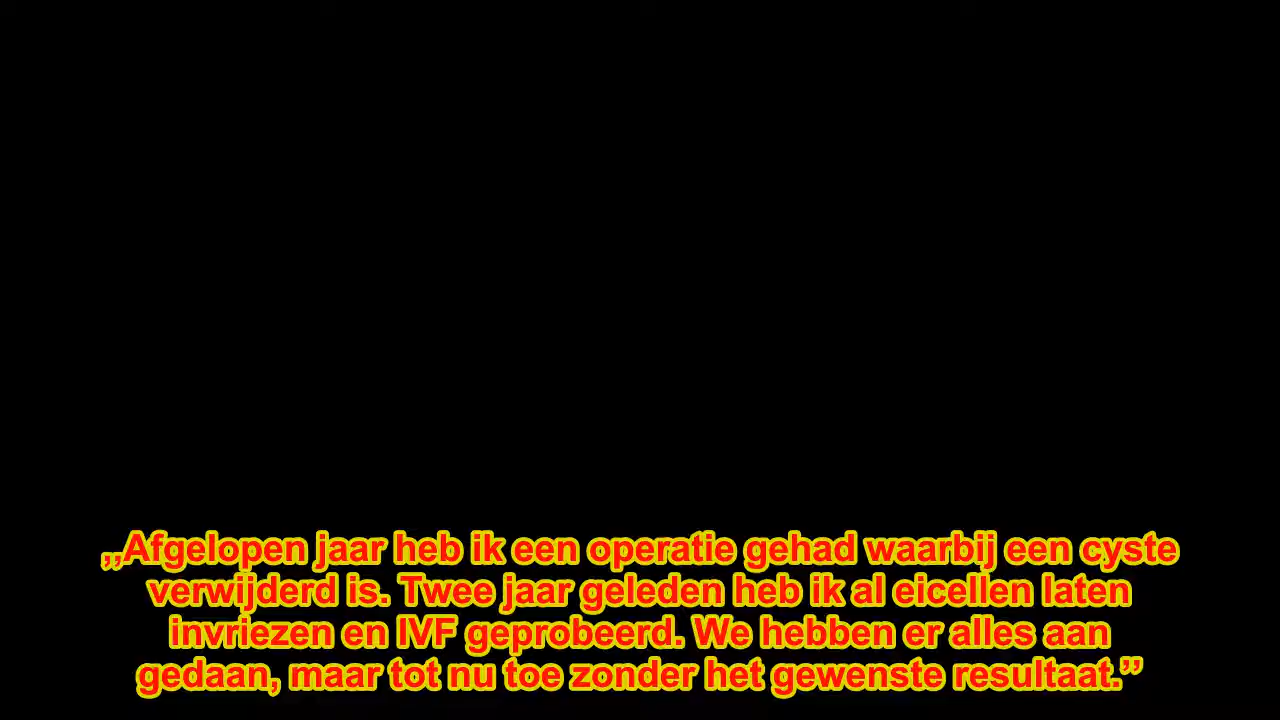 ,,Afgelopen jaar heb ik een operatie gehad waarbij een cyste
verwijderd is. Twee jaar geleden heb ik al eicellen laten
invriezen en IVF geprobeerd. We hebben er alles aan
gedaan, maar tot nu toe zonder het gewenste resultaat.”